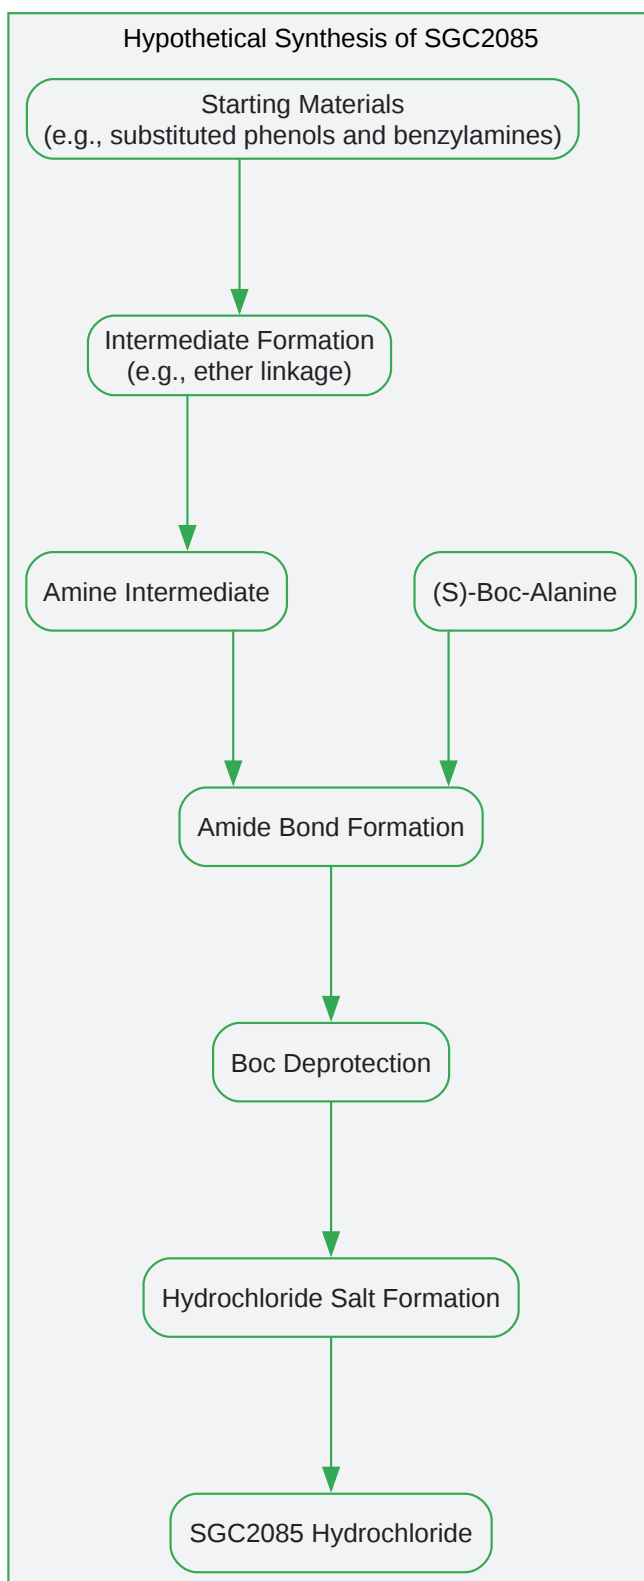 Hypothetical Synthesis of SGC2085
Starting Materials
(e.g., substituted phenols and benzylamines)
Intermediate Formation
(e.g., ether linkage)
Amine Intermediate
(S)-Boc-Alanine
Amide Bond Formation
Boc Deprotection
Hydrochloride Salt Formation
SGC2085 Hydrochloride